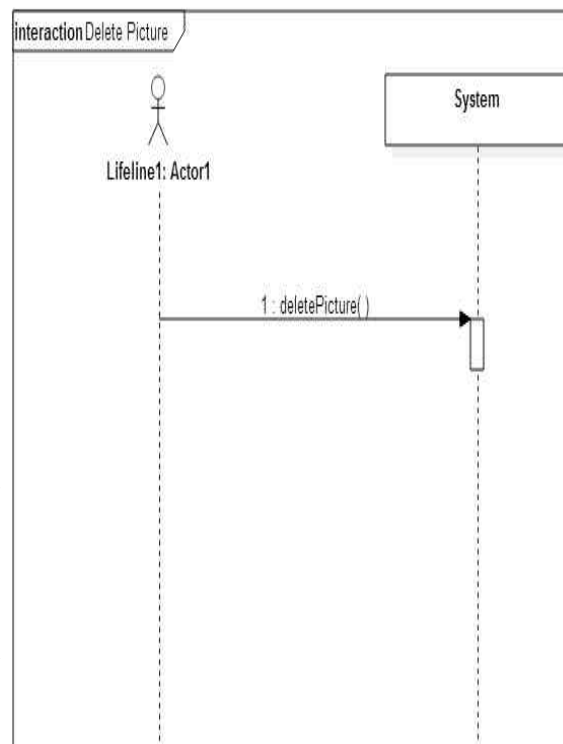 interaction Delete Picture
System
Lifeline1: Actor1
1 : deletePicture( )